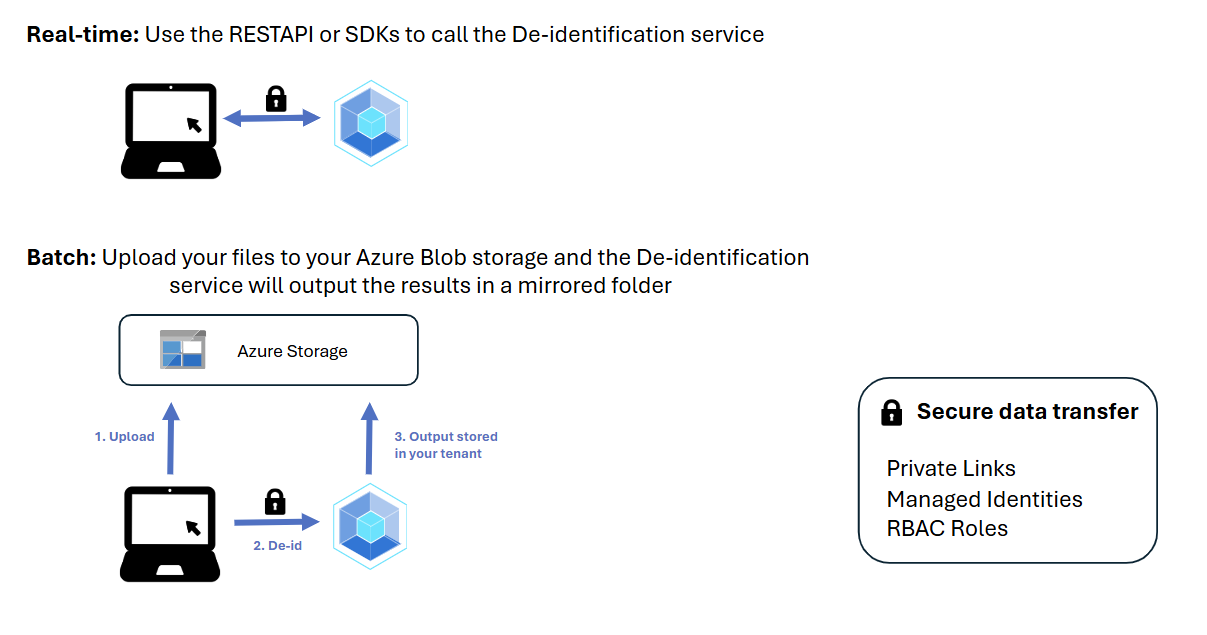 Real-time: Use the RESTAPI or SDKs to call the De-identification service
Batch: Upload your files to your Azure Blob storage and the De-identification
service will output the results in a mirrored folder
Azure Storage
1. Upload
3. Output stored
in your tenant
2. De-id
Secure data transfer
Private Links
Managed Identities
RBAC Roles